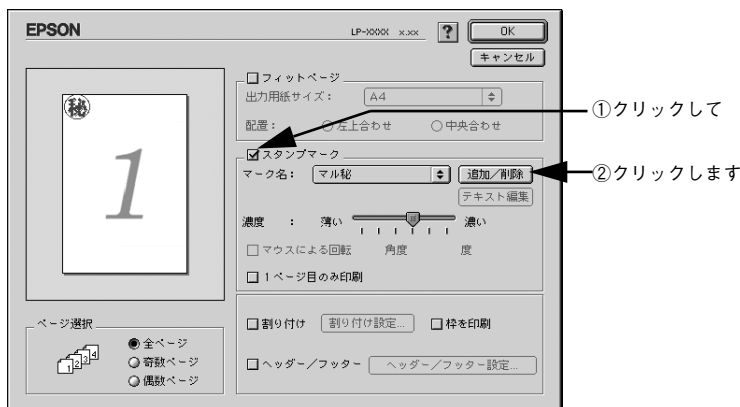 EPSON
LP-XXXX x.xx
?
OK
キャンセル
フィットページ
出力用紙サイズ： A4
配置： 左上合わせ 中央合わせ
①クリックして
スタンプマーク
マーク名： マル秘 追加／削除
②クリックします
テキスト編集
濃度 ： 薄い 濃い
マウスによる回転 角度 度
1ページ目のみ印刷
秘
1
ページ選択
1 2 3 4
全ページ
奇数ページ
偶数ページ
割り付け 割り付け設定... 枠を印刷
ヘッダー／フッター ヘッダー／フッター設定...